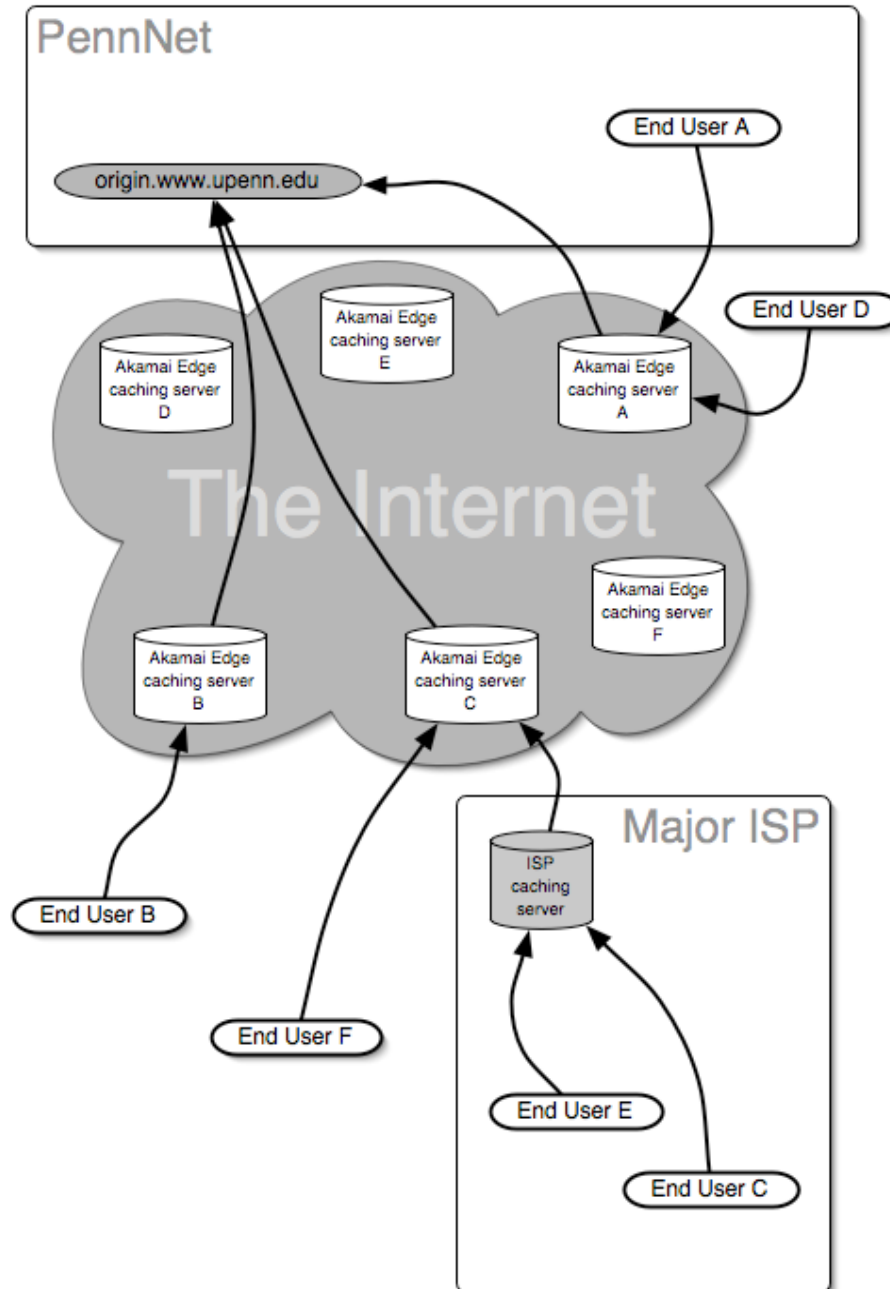 PennNet
End User A
origin.www.upenn.edu
End User D
Akamai Edge
caching server
E
Akamai Edge
caching server
D
Akamai Edge
caching server
A
The Internet
Akamai Edge
caching server
F
Akamai Edge
caching server
B
Akamai Edge
caching server
C
Major ISP
ISP
caching
server
End User B
End User F
End User E
End User C